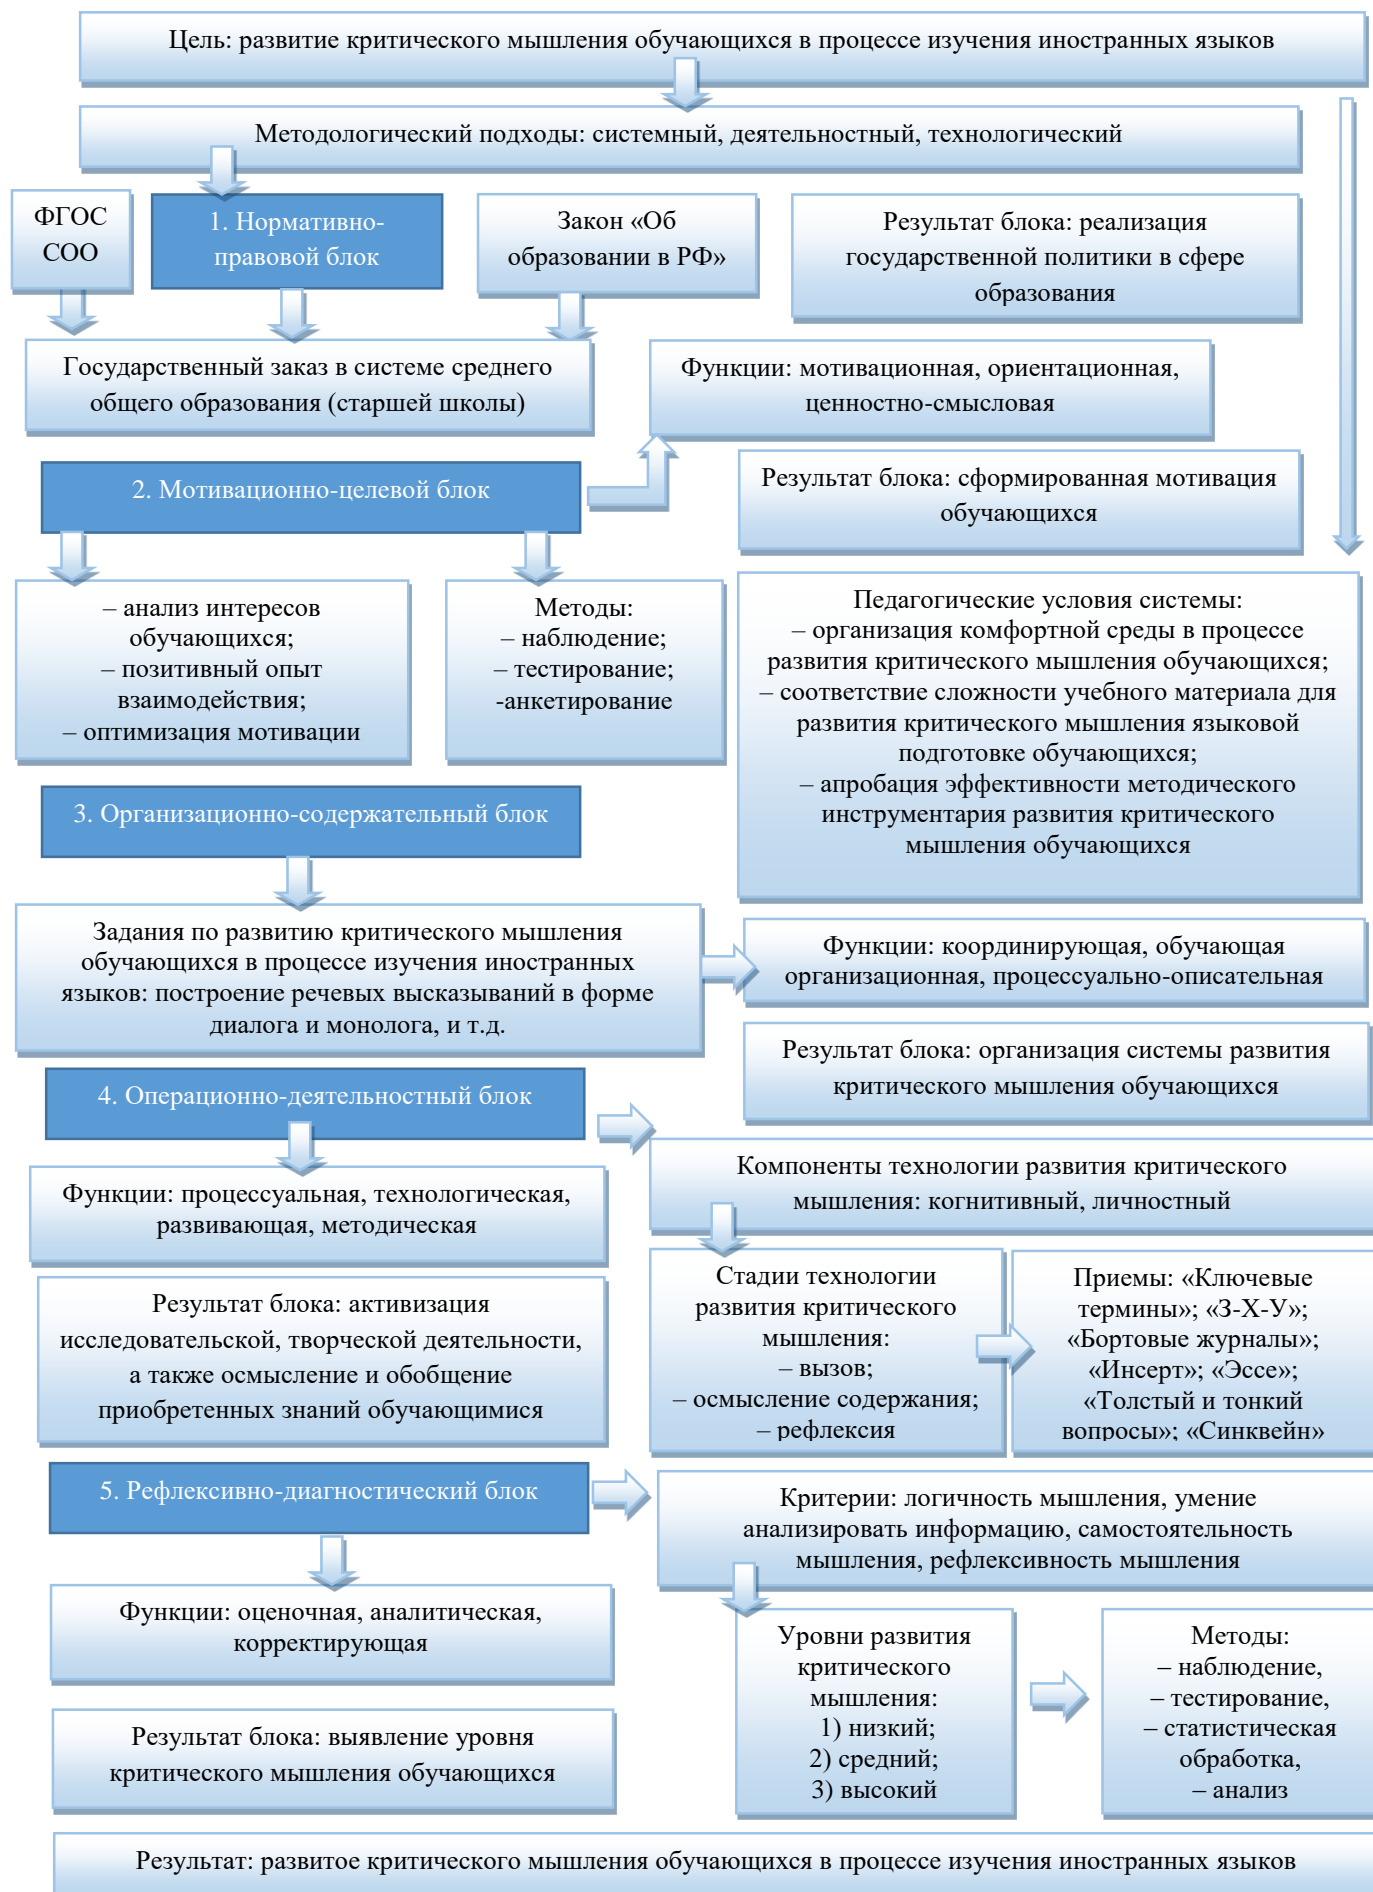 Цель: развитие критического мышления обучающихся в процессе изучения иностранных языков
Методологический подходы: системный, деятельностный, технологический
ФГОС
СОО
1. Нормативно-
правовой блок
Закон «Об
образовании в РФ»
Результат блока: реализация
государственной политики в сфере
образования
Государственный заказ в системе среднего
общего образования (старшей школы)
Функции: мотивационная, ориентационная,
ценностно-смысловая
2. Мотивационно-целевой блок
Результат блока: сформированная мотивация
обучающихся
– анализ интересов
обучающихся;
– позитивный опыт
взаимодействия;
– оптимизация мотивации
Методы:
– наблюдение;
– тестирование;
-анкетирование
Педагогические условия системы:
– организация комфортной среды в процессе
развития критического мышления обучающихся;
– соответствие сложности учебного материала для
развития критического мышления языковой
подготовке обучающихся;
– апробация эффективности методического
инструментария развития критического
мышления обучающихся
3. Организационно-содержательный блок
Задания по развитию критического мышления
обучающихся в процессе изучения иностранных
языков: построение речевых высказываний в форме
диалога и монолога, и т.д.
Функции: координирующая, обучающая
организационная, процессуально-описательная
Результат блока: организация системы развития
критического мышления обучающихся
4. Операционно-деятельностный блок
Компоненты технологии развития критического
мышления: когнитивный, личностный
Функции: процессуальная, технологическая,
развивающая, методическая
Результат блока: активизация
исследовательской, творческой деятельности,
а также осмысление и обобщение
приобретенных знаний обучающимися
Стадии технологии
развития критического
мышления:
– вызов;
– осмысление содержания;
– рефлексия
Приемы: «Ключевые
термины»; «З-Х-У»;
«Бортовые журналы»;
«Инсерт»; «Эссе»;
«Толстый и тонкий
вопросы»; «Синквейн»
5. Рефлексивно-диагностический блок
Критерии: логичность мышления, умение
анализировать информацию, самостоятельность
мышления, рефлексивность мышления
Функции: оценочная, аналитическая,
корректирующая
Результат блока: выявление уровня
критического мышления обучающихся
Уровни развития
критического
мышления:
1) низкий;
2) средний;
3) высокий
Методы:
– наблюдение,
– тестирование,
– статистическая
обработка,
– анализ
Результат: развитое критического мышления обучающихся в процессе изучения иностранных языков